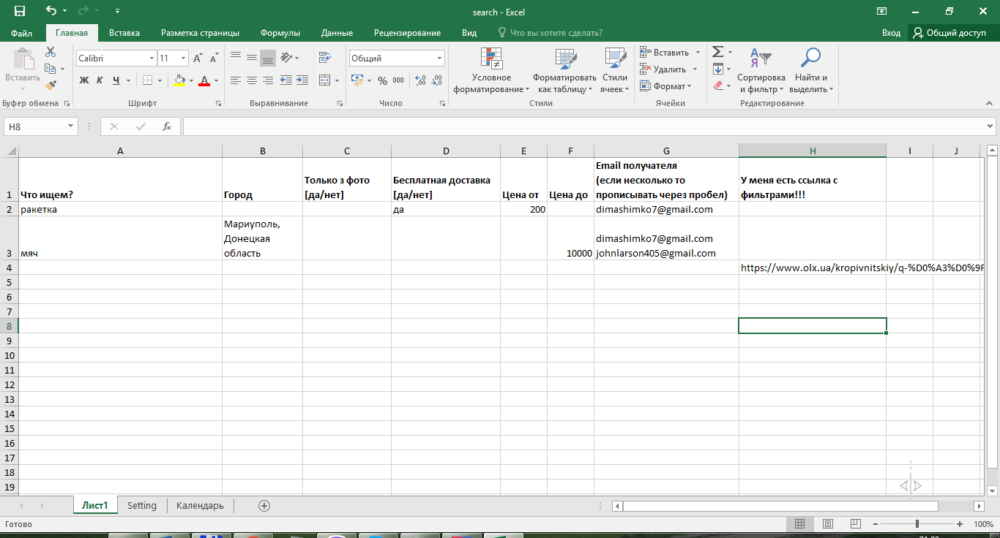 search - Excel
Файл Главная Вставка Разметка страницы Формулы Данные Рецензирование Вид Что вы хотите сделать? Вход Общий доступ
Вставить
Буфер обмена
Calibri 11
Ж К Ч
Шрифт
Выравнивание
Общий
% 000
Число
Условное форматирование
Форматировать как таблицу
Стили ячеек
Стили
Вставить
Удалить
Формат
Ячейки
Сортировка и фильтр
Найти и выделить
Редактирование
H8 fx
A B C D E F G H I J
1 Что ищем? Город Только з фото [да/нет] Бесплатная доставка [да/нет] Цена от Цена до Email получателя (если несколько то прописывать через пробел) У меня есть ссылка с фильтрами!!!
2 ракетка да 200 dimashimko7@gmail.com
3 мяч Мариуполь, Донецкая область 10000 dimashimko7@gmail.com johnlarson405@gmail.com
4 https://www.olx.ua/kropivnitskiy/q-%D0%A3%D0%9F
5
6
7
8
9
10
11
12
13
14
15
16
17
18
19
Лист1 Setting Календарь
Готово 100%